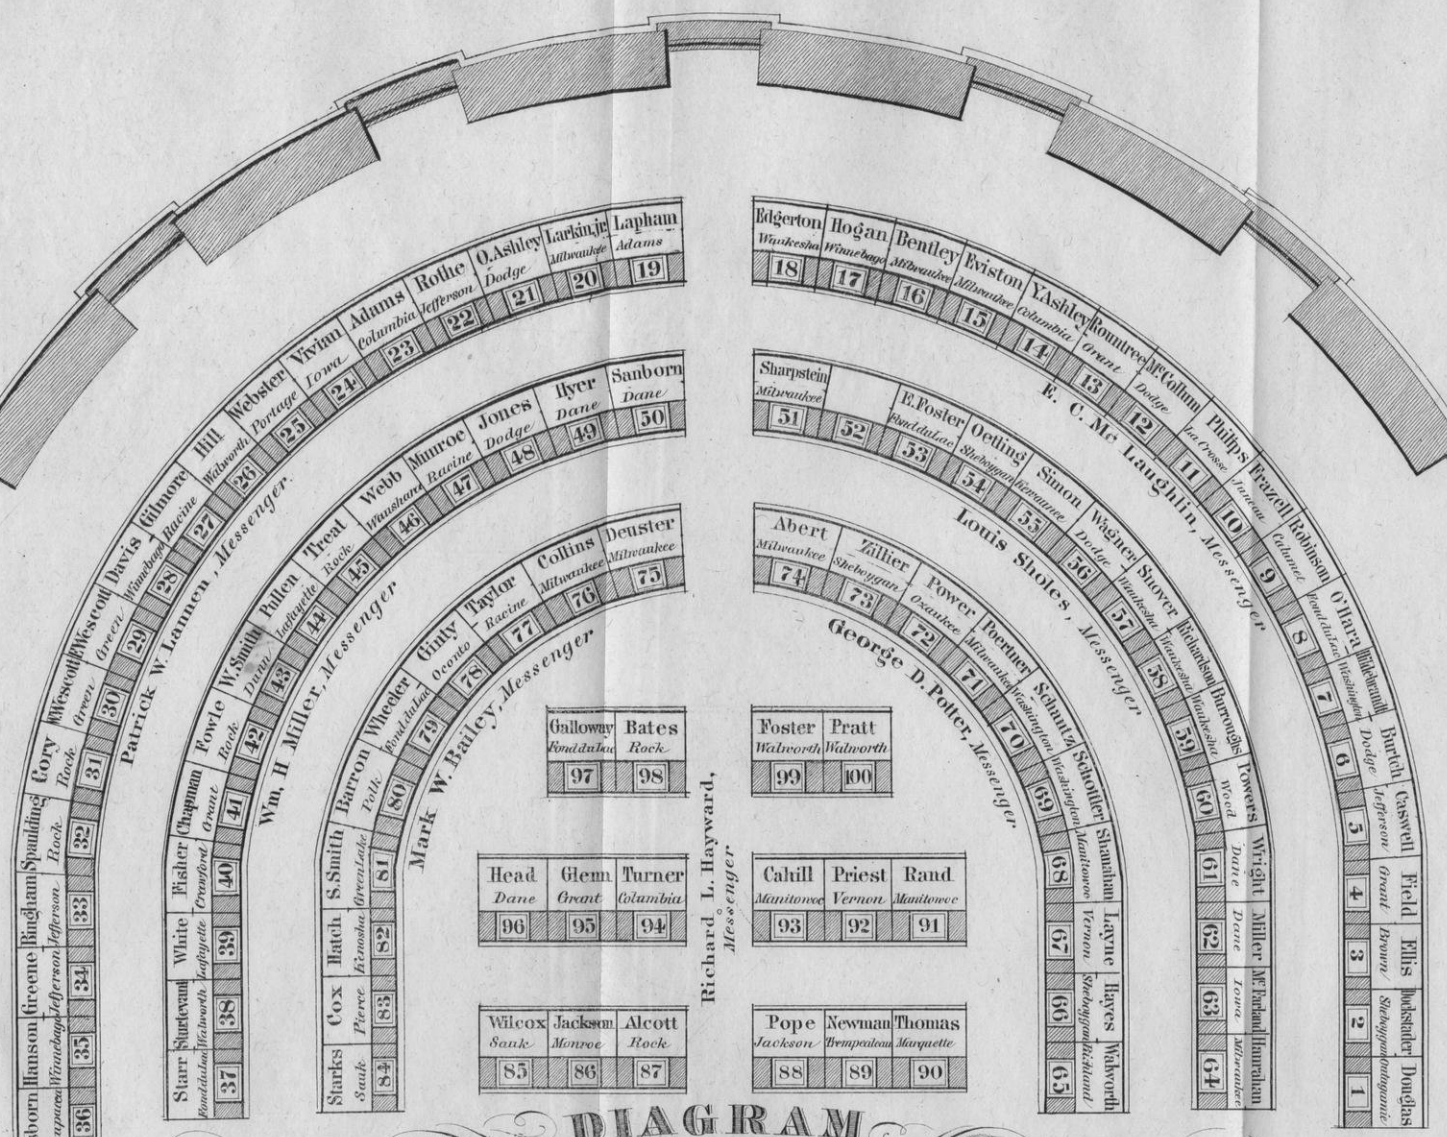 Edgerton Waukesha 18
Hogan Winnebago 17
Bentley Milwaukee 16
Eviston Milwaukee 15
Y.Ashley Columbia 14
Rountree Grant 13
McCollum Dodge 12
Philips La Crosse 11
Frazell Juneau 10
Robinson Calumet 9
O'Hara Fond du Lac 8
Hildebrandt Washington 7
Burtch Dodge 6
Caswell Jefferson 5
Field Grant 4
Ellis Brown 3
Dockstader Sheboygan 2
Douglas Outagamie 1
Lapham Adams 19
Larkin,jr. Milwaukee 20
O.Ashley Dodge 21
Rothe Jefferson 22
Adams Columbia 23
Vivian Iowa 24
Webster Portage 25
Hill Walworth 26
Gilmore Racine 27
Davis Winnebago 28
Wescott Green 29
W.Wescott Green 30
Cory Rock 31
Spaulding Rock 32
Bingham Jefferson 33
Greene Jefferson 34
Hanson Winnebago 35
born upaca 36
Patrick W. Lannen, Messenger.
E. C. Mc Laughlin, Messenger
Sanborn Dane 50
Hyer Dane 49
Jones Dodge 48
Munroe Racine 47
Webb Waushara 46
Treat Rock 45
Pullen Lafayette 44
W.Smith Dunn 43
Fowle Rock 42
Chapman Grant 41
Fisher Crawford 40
White Lafayette 39
Sturtevant Walworth 38
Starr Fond du Lac 37
Sharpstein Milwaukee 51
52
E.Foster Fond du Lac 53
Oetling Sheboygan 54
Simon Kewaunee 55
Wagner Dodge 56
Stuover Waukesha 57
Richardson Waukesha 58
Burroughs Waukesha 59
Powers Wood 60
Wright Dane 61
Miller Dane 62
McFarland Iowa 63
Hanrahan Milwaukee 64
Wm, H Miller, Messenger
Louis Sholes, Messenger
Deuster Milwaukee 75
Collins Milwaukee 76
Taylor Racine 77
Ginty Oconto 78
Wheeler Fond du Lac 79
Barron Polk 80
S.Smith Green Lake 81
Hatch Kenosha 82
Cox Pierce 83
Starks Sauk 84
Abert Milwaukee 74
Zillier Sheboygan 73
Power Ozaukee 72
Poertner Milwaukee 71
Schantz Washington 70
Schottler Washington 69
Shanahan Manitowoc 68
Layne Vernon 67
Hayes Sheboygan 66
Walworth Richland 65
Mark W. Bailey, Messenger
George D. Potter, Messenger
Galloway Bates Foster Pratt
Fond du Lac Rock Walworth Walworth
97 98 99 100
Richard L. Hayward,
Messenger
Head Glenn Turner Cahill Priest Rand
Dane Grant Columbia Manitowoc Vernon Manitowoc
96 95 94 93 92 91
Wilcox Jackson Alcott Pope Newman Thomas
Sauk Monroe Rock Jackson Trempealeau Marquette
85 86 87 88 89 90
DIAGRAM